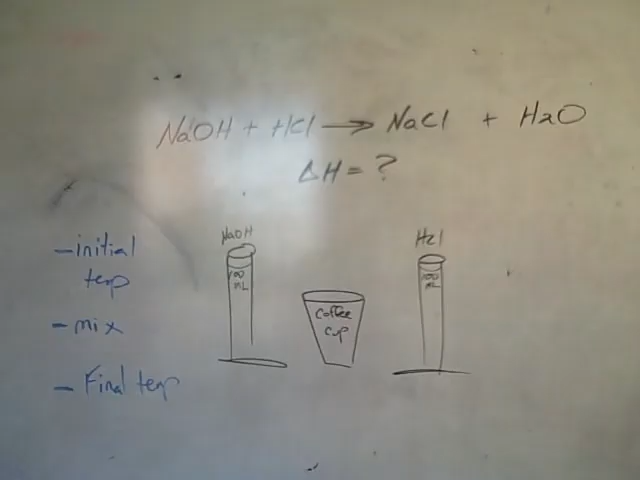 NaOH + HCl → NaCl + H2O
ΔH = ?
- initial temp
- mix
- Final temp
NaOH
100 mL
coffee cup
HCl
100 mL